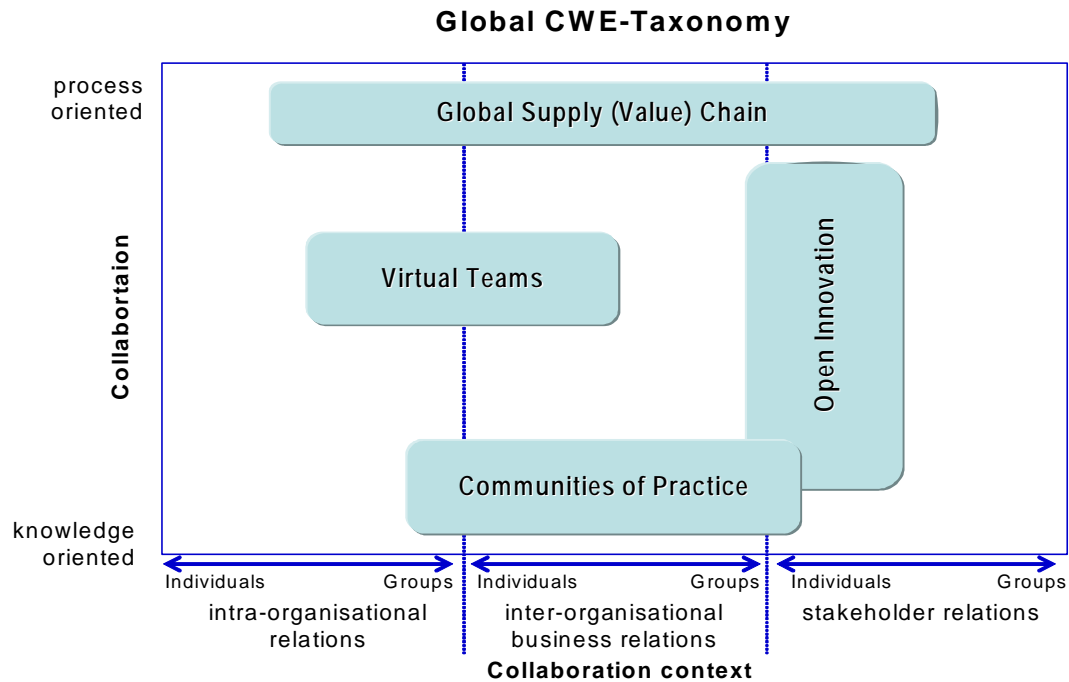 Global CWE-Taxonomy
process
oriented
Global Supply (Value) Chain
Collabortaion
Virtual Teams
Open Innovation
Communities of Practice
knowledge
oriented
Individuals Groups Individuals Groups Individuals Groups
intra-organisational
relations
inter-organisational
business relations
stakeholder relations
Collaboration context